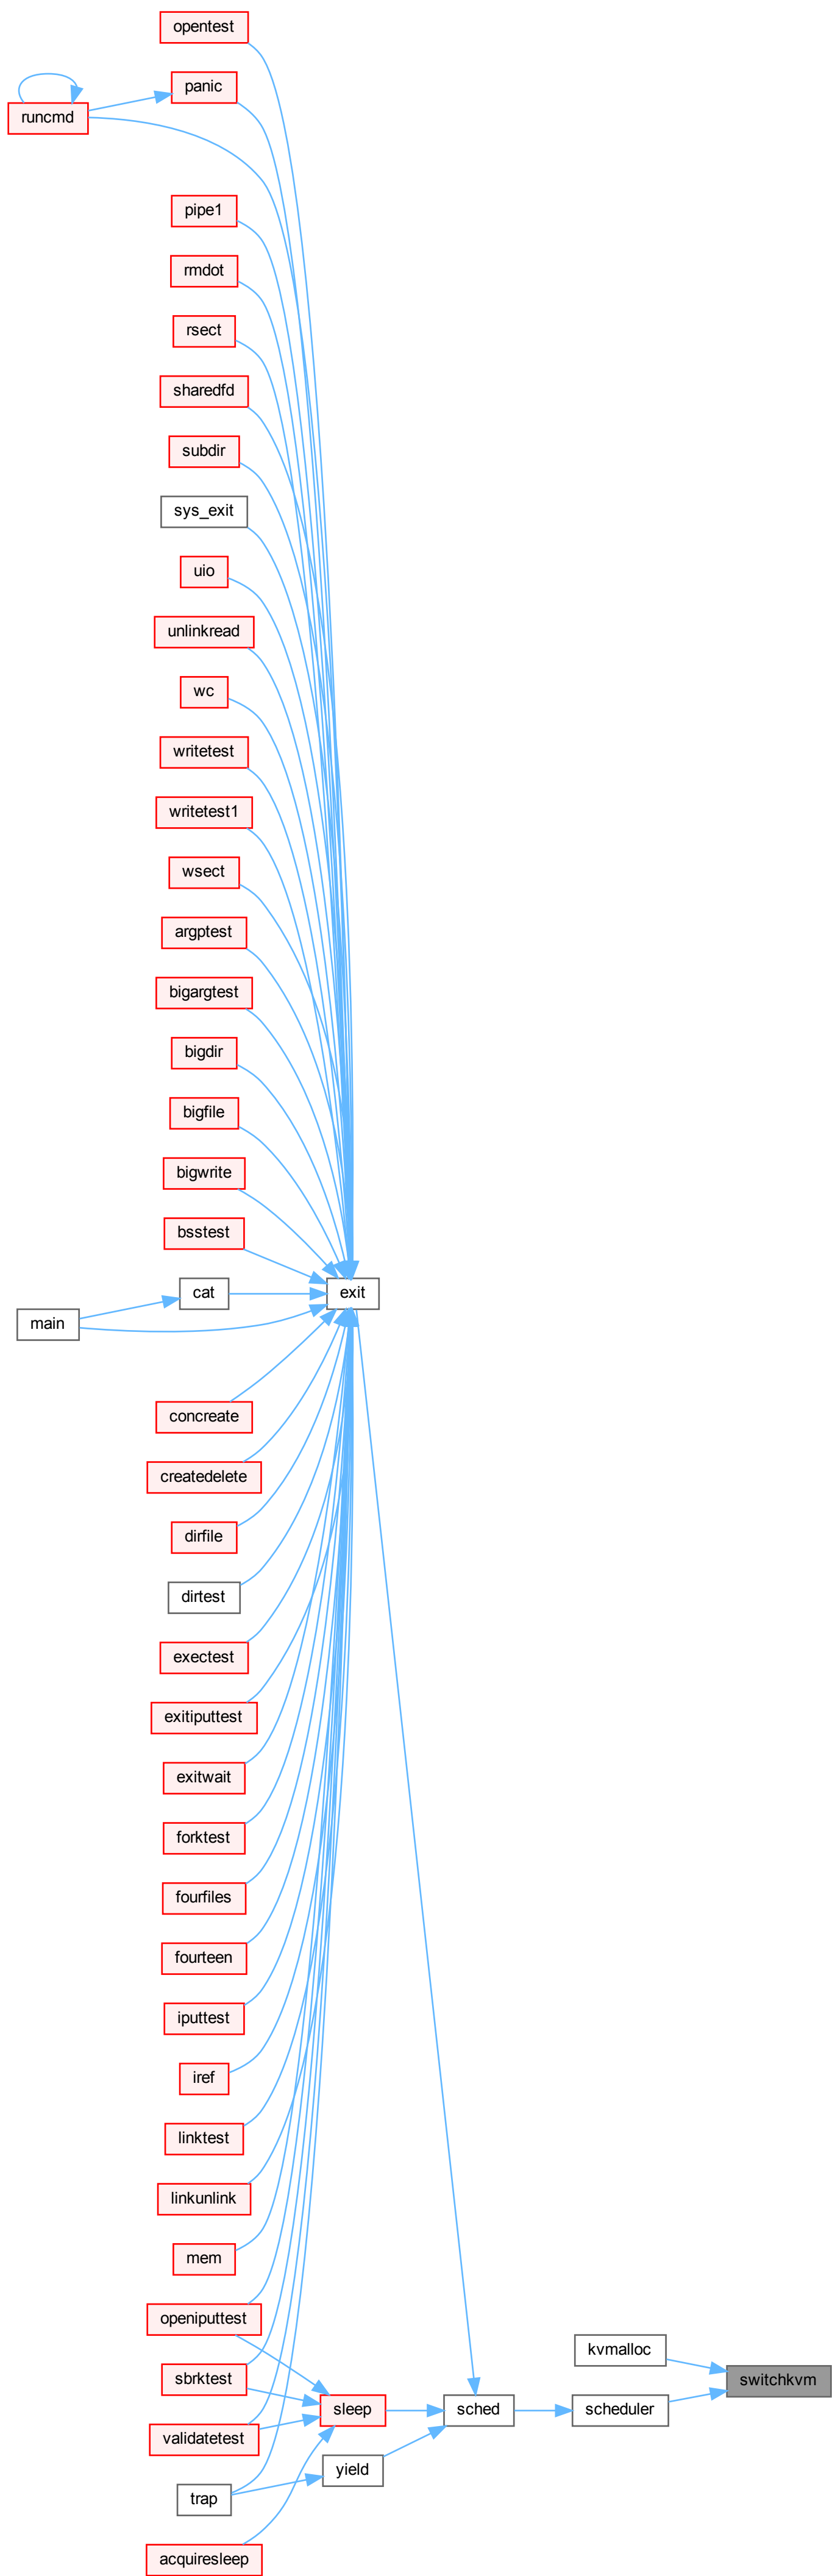 opentest
panic
runcmd
pipe1
rmdot
rsect
sharedfd
subdir
sys_exit
uio
unlinkread
wc
writetest
writetest1
wsect
argptest
bigargtest
bigdir
bigfile
bigwrite
bsstest
cat
exit
main
concreate
createdelete
dirfile
dirtest
exectest
exitiputtest
exitwait
forktest
fourfiles
fourteen
iputtest
iref
linktest
linkunlink
mem
openiputtest
kvmalloc
sbrktest
switchkvm
sleep
sched
scheduler
validatetest
yield
trap
acquiresleep